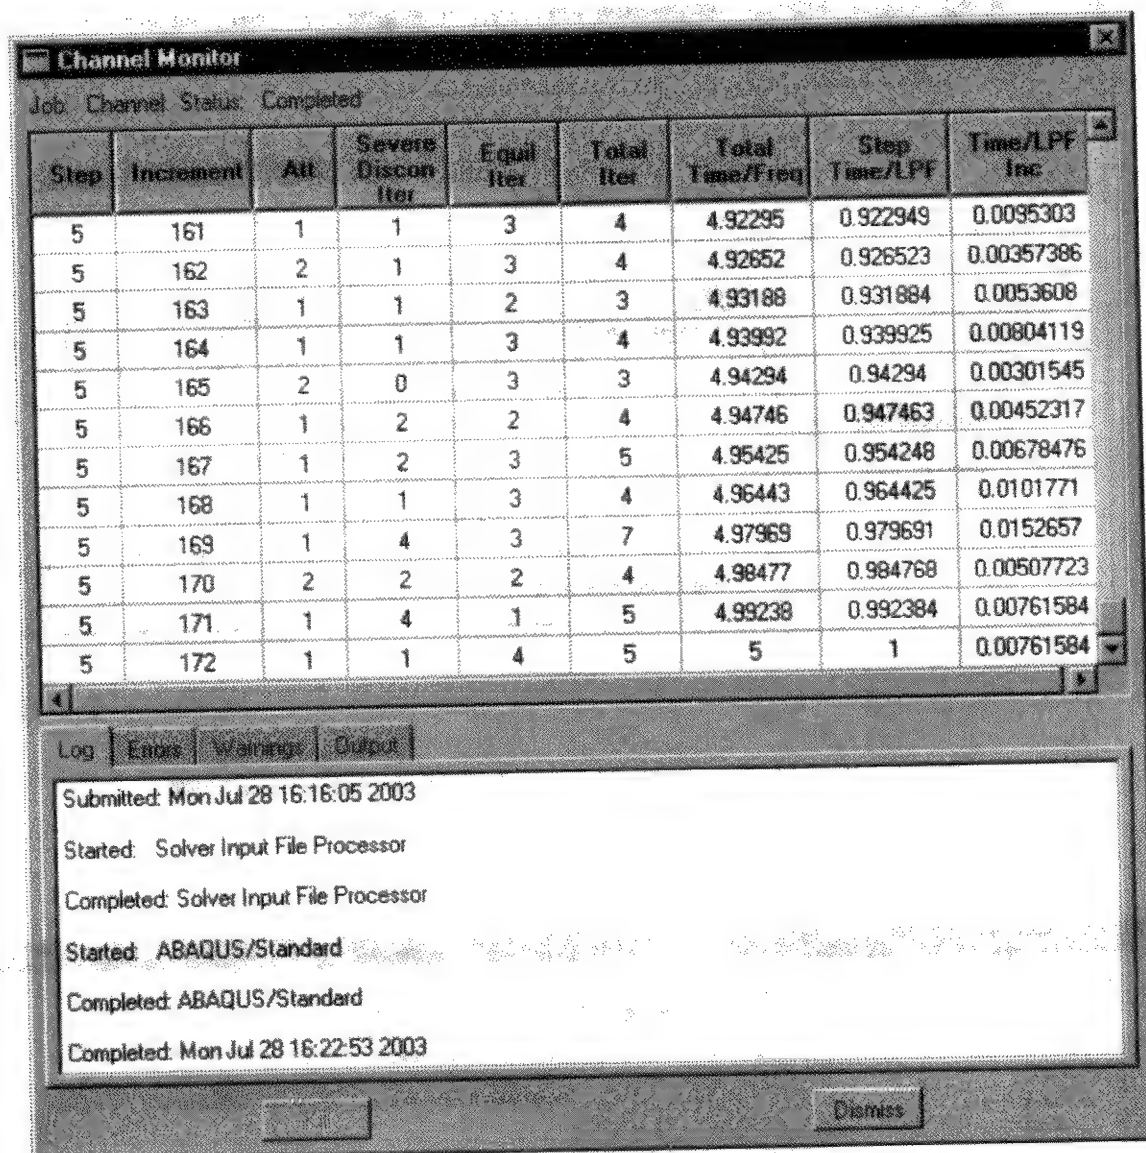 Channel Monitor
Job: Channel Status: Completed
Step Increment Att Severe Discon Iter Equil Iter Total Iter Total Time/Freq Step Time/LPF Time/LPF Inc
5 161 1 1 3 4 4.92295 0.922949 0.0095303
5 162 2 1 3 4 4.92652 0.926523 0.00357386
5 163 1 1 2 3 4.93188 0.931884 0.0053608
5 164 1 1 3 4 4.93992 0.939925 0.00804119
5 165 2 0 3 3 4.94294 0.94294 0.00301545
5 166 1 2 2 4 4.94746 0.947463 0.00452317
5 167 1 2 3 5 4.95425 0.954248 0.00678476
5 168 1 1 3 4 4.96443 0.964425 0.0101771
5 169 1 4 3 7 4.97969 0.979691 0.0152657
5 170 2 2 2 4 4.98477 0.984768 0.00507723
5 171 1 4 1 5 4.99238 0.992384 0.00761584
5 172 1 1 4 5 5 1 0.00761584
Log Errors Warnings Output
Submitted: Mon Jul 28 16:16:05 2003
Started: Solver Input File Processor
Completed: Solver Input File Processor
Started: ABAQUS/Standard
Completed: ABAQUS/Standard
Completed: Mon Jul 28 16:22:53 2003
Dismiss